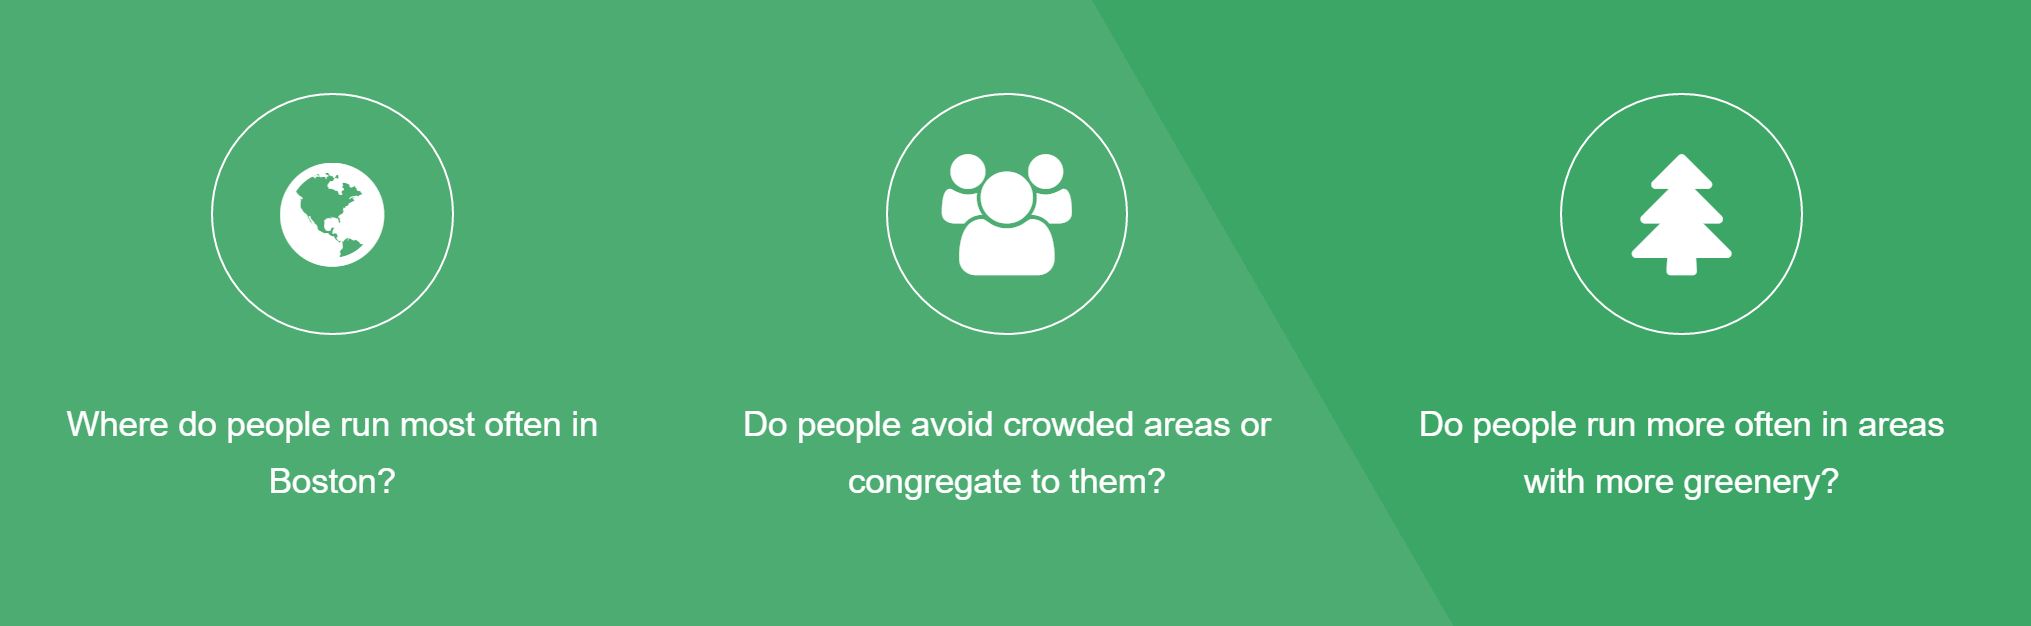 Where do people run most often in
Boston?
Do people avoid crowded areas or
congregate to them?
Do people run more often in areas
with more greenery?